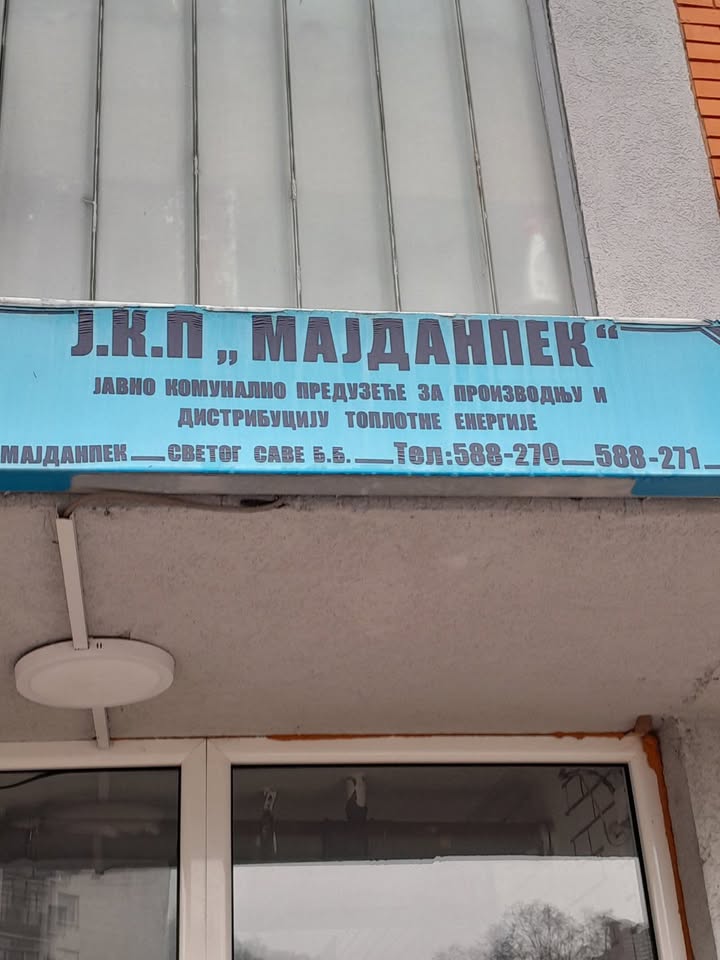 Ј.К.П „МАЈДАНПЕК“
ЈАВНО КОМУНАЛНО ПРЕДУЗЕЋЕ ЗА ПРОИЗВОДЊУ И
ДИСТРИБУЦИЈУ ТОПЛОТНЕ ЕНЕРГИЈЕ
МАЈДАНПЕК — СВЕТОГ САВЕ Б.Б. — Тел:588-270 — 588-271